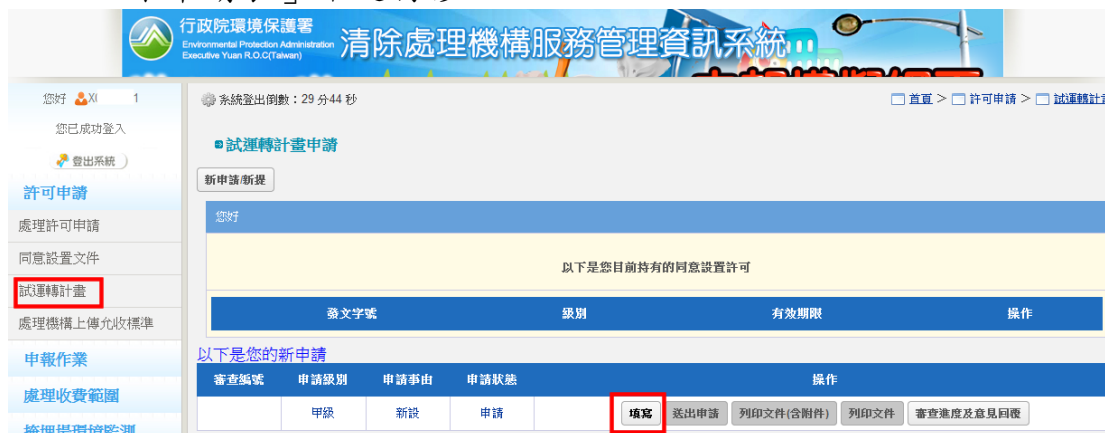 行政院環境保護署
Environmental Protection Administration
Executive Yuan R.O.C(Taiwan)
清除處理機構服務管理資訊系統
您好 X 1
您已成功登入
登出系統
許可申請
處理許可申請
同意設置文件
試運轉計畫
處理機構上傳允收標準
申報作業
處理收費範圍
系統登出倒數:29 分44 秒
首頁 > 許可申請 > 試運轉計
試運轉計畫申請
新申請/新提
您好
以下是您目前持有的同意設置許可
發文字號 級別 有效期限 操作
以下是您的新申請
審查編號 申請級別 申請事由 申請狀態 操作
甲級 新設 申請 填寫 送出申請 列印文件(含附件) 列印文件 審查進度及意見回覆